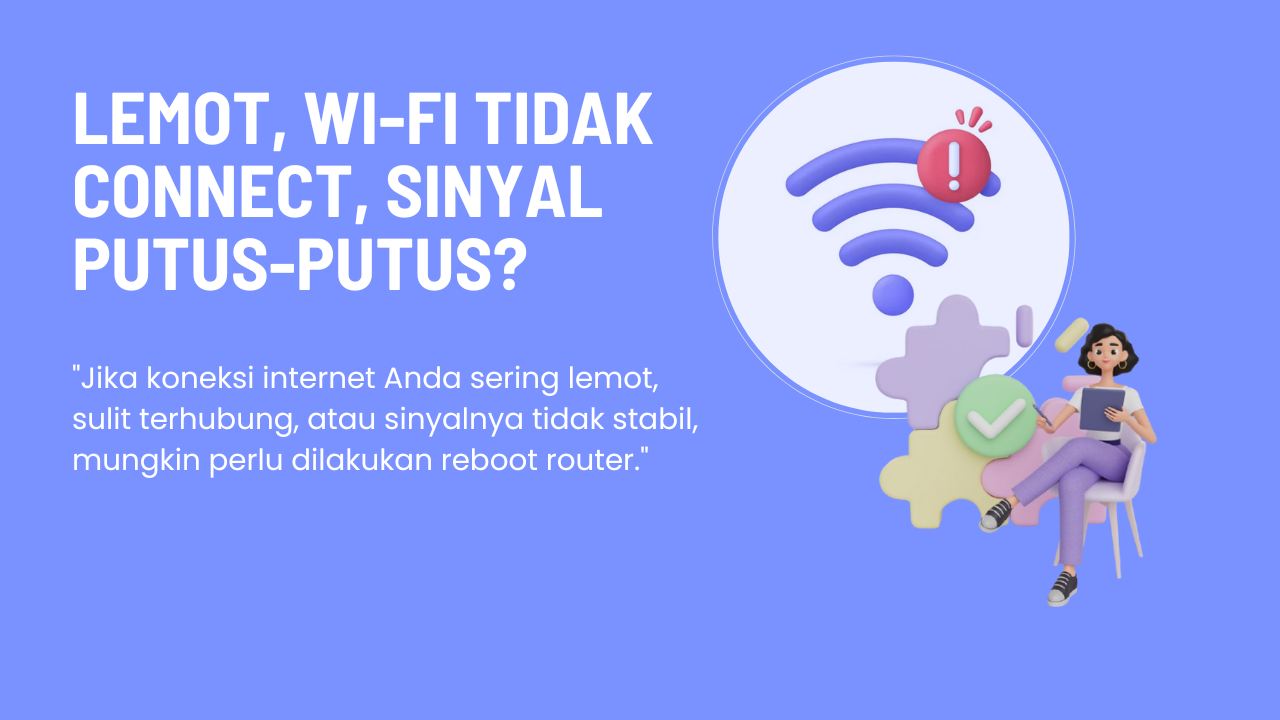 LEMOT, WI-FI TIDAK
CONNECT, SINYAL
PUTUS-PUTUS?
"Jika koneksi internet Anda sering lemot,
sulit terhubung, atau sinyalnya tidak stabil,
mungkin perlu dilakukan reboot router."